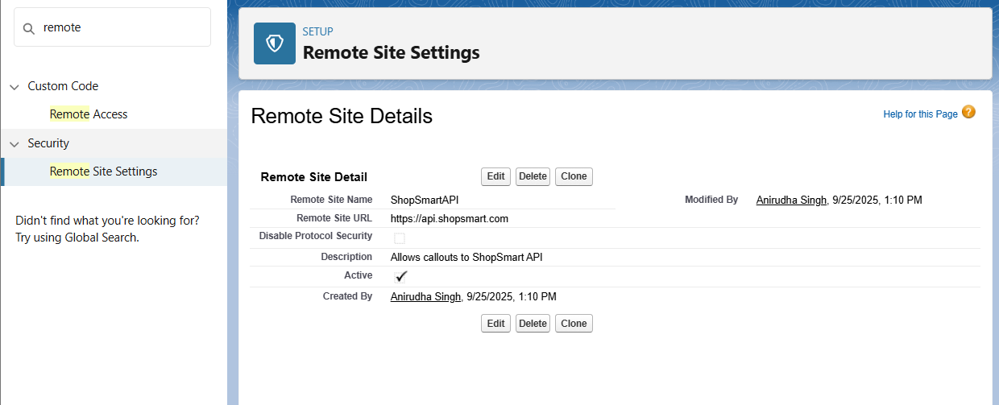 remote
Custom Code
Remote Access
Security
Remote Site Settings
Didn't find what you're looking for?
Try using Global Search.
SETUP
Remote Site Settings
Remote Site Details
Help for this Page ?
Remote Site Detail Edit Delete Clone
Remote Site Name ShopSmartAPI Modified By Anirudha Singh, 9/25/2025, 1:10 PM
Remote Site URL https://api.shopsmart.com
Disable Protocol Security
Description Allows callouts to ShopSmart API
Active
Created By Anirudha Singh, 9/25/2025, 1:10 PM
Edit Delete Clone